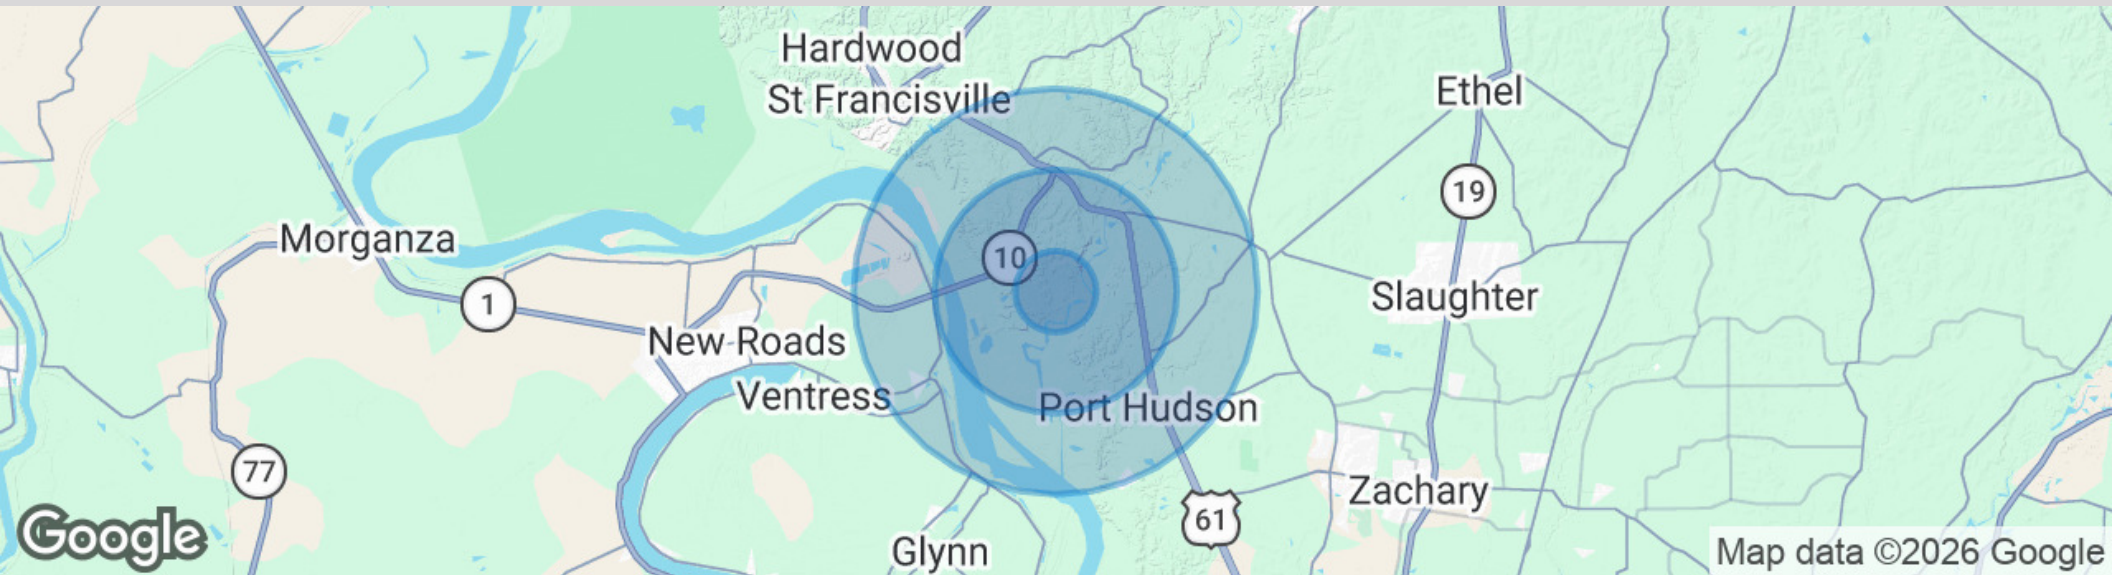 Hardwood
St Francisville
Ethel
19
Morganza
10
1
Slaughter
New Roads
Ventress
Port Hudson
77
Zachary
61
Google
Glynn
Map data ©2026 Google